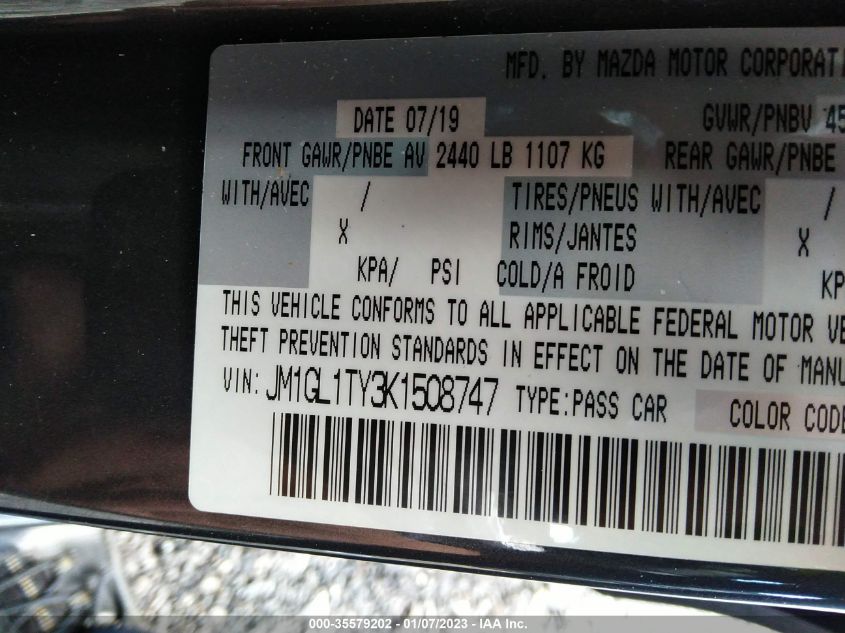 MFD. BY MAZDA MOTOR CORPORATI
DATE 07/19 GVWR/PNBV 45
FRONT GAWR/PNBE AV 2440 LB 1107 KG REAR GAWR/PNBE
WITH/AVEC / TIRES/PNEUS WITH/AVEC /
X RIMS/JANTES X
KPA/ PSI COLD/A FROID KP
THIS VEHICLE CONFORMS TO ALL APPLICABLE FEDERAL MOTOR VE
THEFT PREVENTION STANDARDS IN EFFECT ON THE DATE OF MANU
VIN: JM1GL1TY3K1508747 TYPE:PASS CAR COLOR CODE
000-35579202 - 01/07/2023 - IAA Inc.